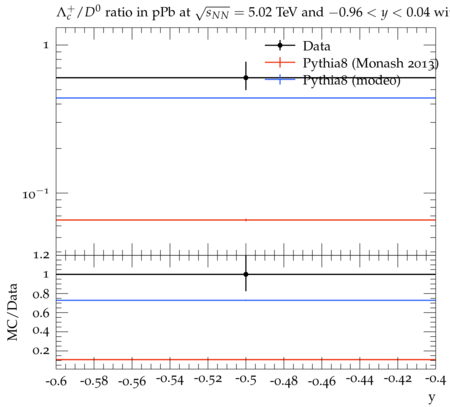 Λc+/D0 ratio in pPb at √sNN = 5.02 TeV and −0.96 < y < 0.04 wi
1
Data
Pythia8 (Monash 2013)
Pythia8 (mode0)
10−1
MC/Data
1.2
1
0.8
0.6
0.4
0.2
-0.6 -0.58 -0.56 -0.54 -0.52 -0.5 -0.48 -0.46 -0.44 -0.42 -0.4
y